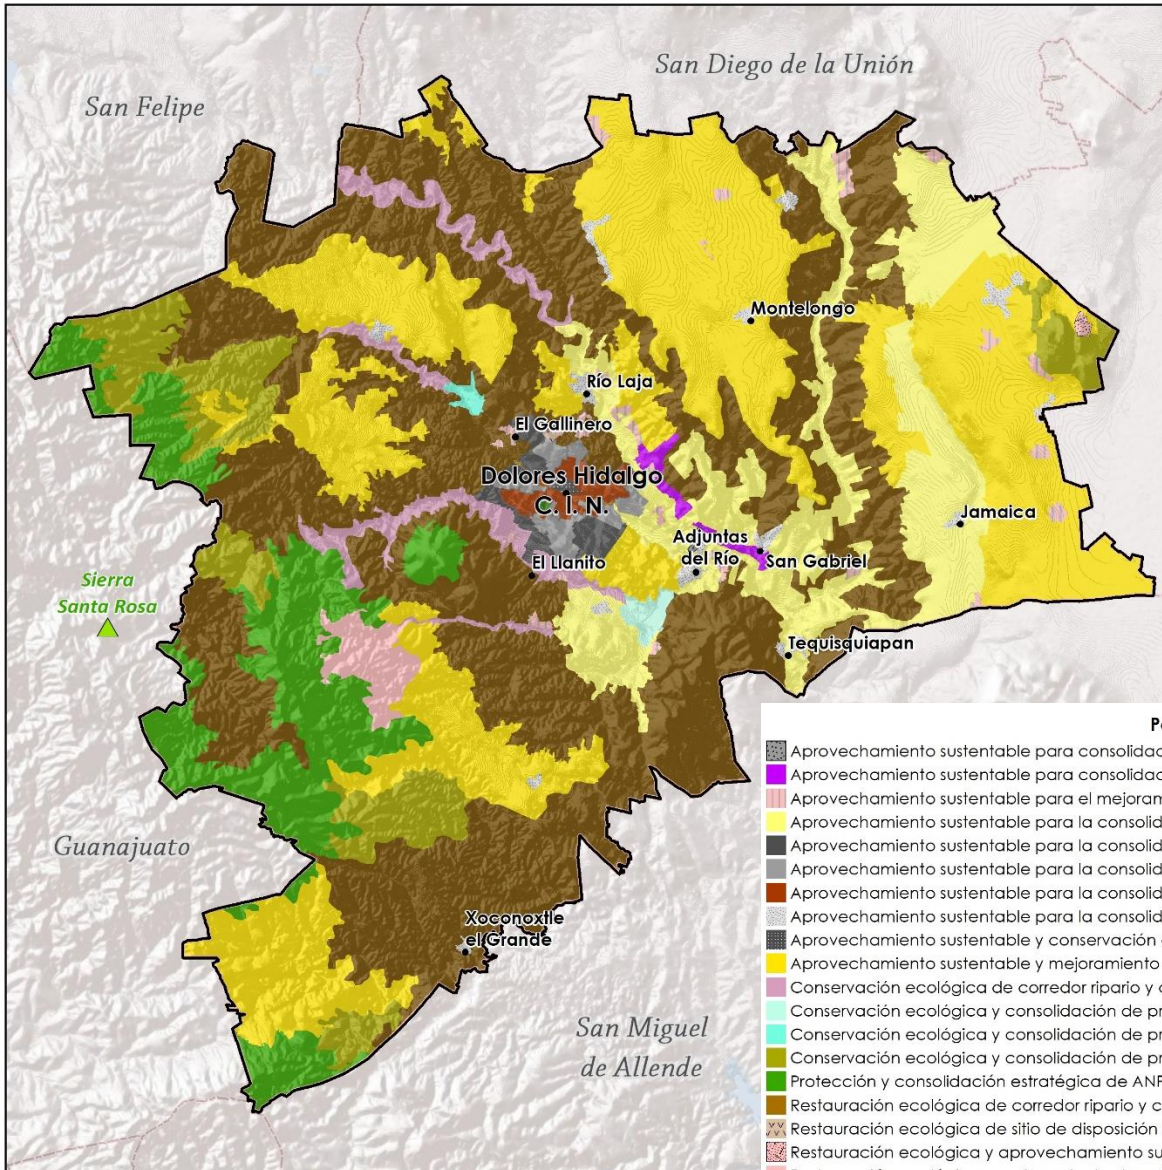 San Diego de la Unión
San Felipe
Montelongo
Río Laja
El Gallinero
Dolores Hidalgo
C. I. N.
Jamaica
Adjuntas
del Río
San Gabriel
El Llanito
Sierra
Santa Rosa
Tequisquiapan
Guanajuato
Xoconoxtle
el Grande
San Miguel
de Allende
Aprovechamiento sustentable para consolidac
Aprovechamiento sustentable para consolidac
Aprovechamiento sustentable para el mejoram
Aprovechamiento sustentable para la consolid
Aprovechamiento sustentable para la consolid
Aprovechamiento sustentable para la consolid
Aprovechamiento sustentable para la consolid
Aprovechamiento sustentable para la consolid
Aprovechamiento sustentable y conservación
Aprovechamiento sustentable y mejoramiento
Conservación ecológica de corredor ripario y c
Conservación ecológica y consolidación de pr
Conservación ecológica y consolidación de pr
Conservación ecológica y consolidación de pr
Protección y consolidación estratégica de ANP
Restauración ecológica de corredor ripario y c
Restauración ecológica de sitio de disposición
Restauración ecológica y aprovechamiento su